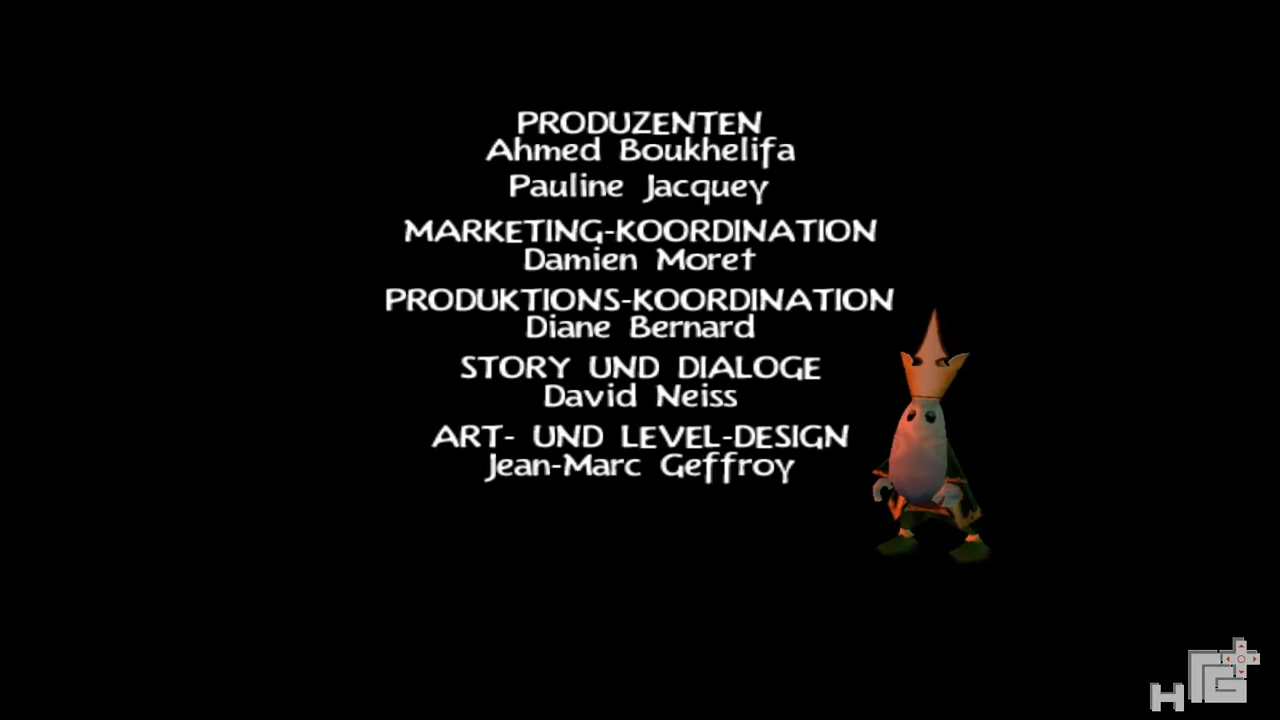 PRODUZENTEN
Ahmed Boukhelifa
Pauline Jacquey
MARKETING-KOORDINATION
Damien Moret
PRODUKTIONS-KOORDINATION
Diane Bernard
STORY UND DIALOGE
David Neiss
ART- UND LEVEL-DESIGN
Jean-Marc Geffroy
HG